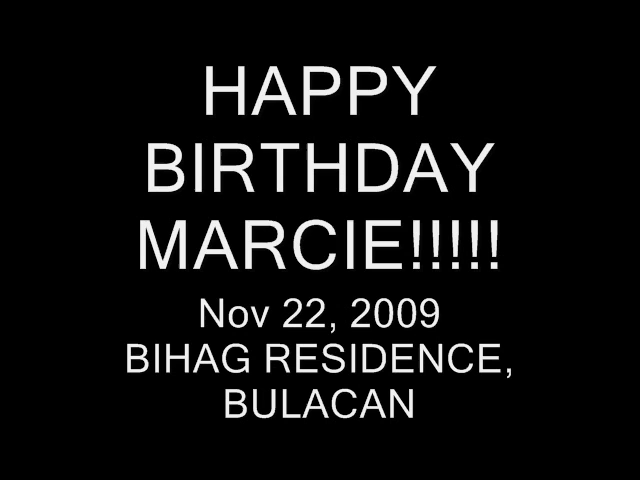 HAPPY
BIRTHDAY
MARCIE!!!!!
Nov 22, 2009
BIHAG RESIDENCE,
BULACAN